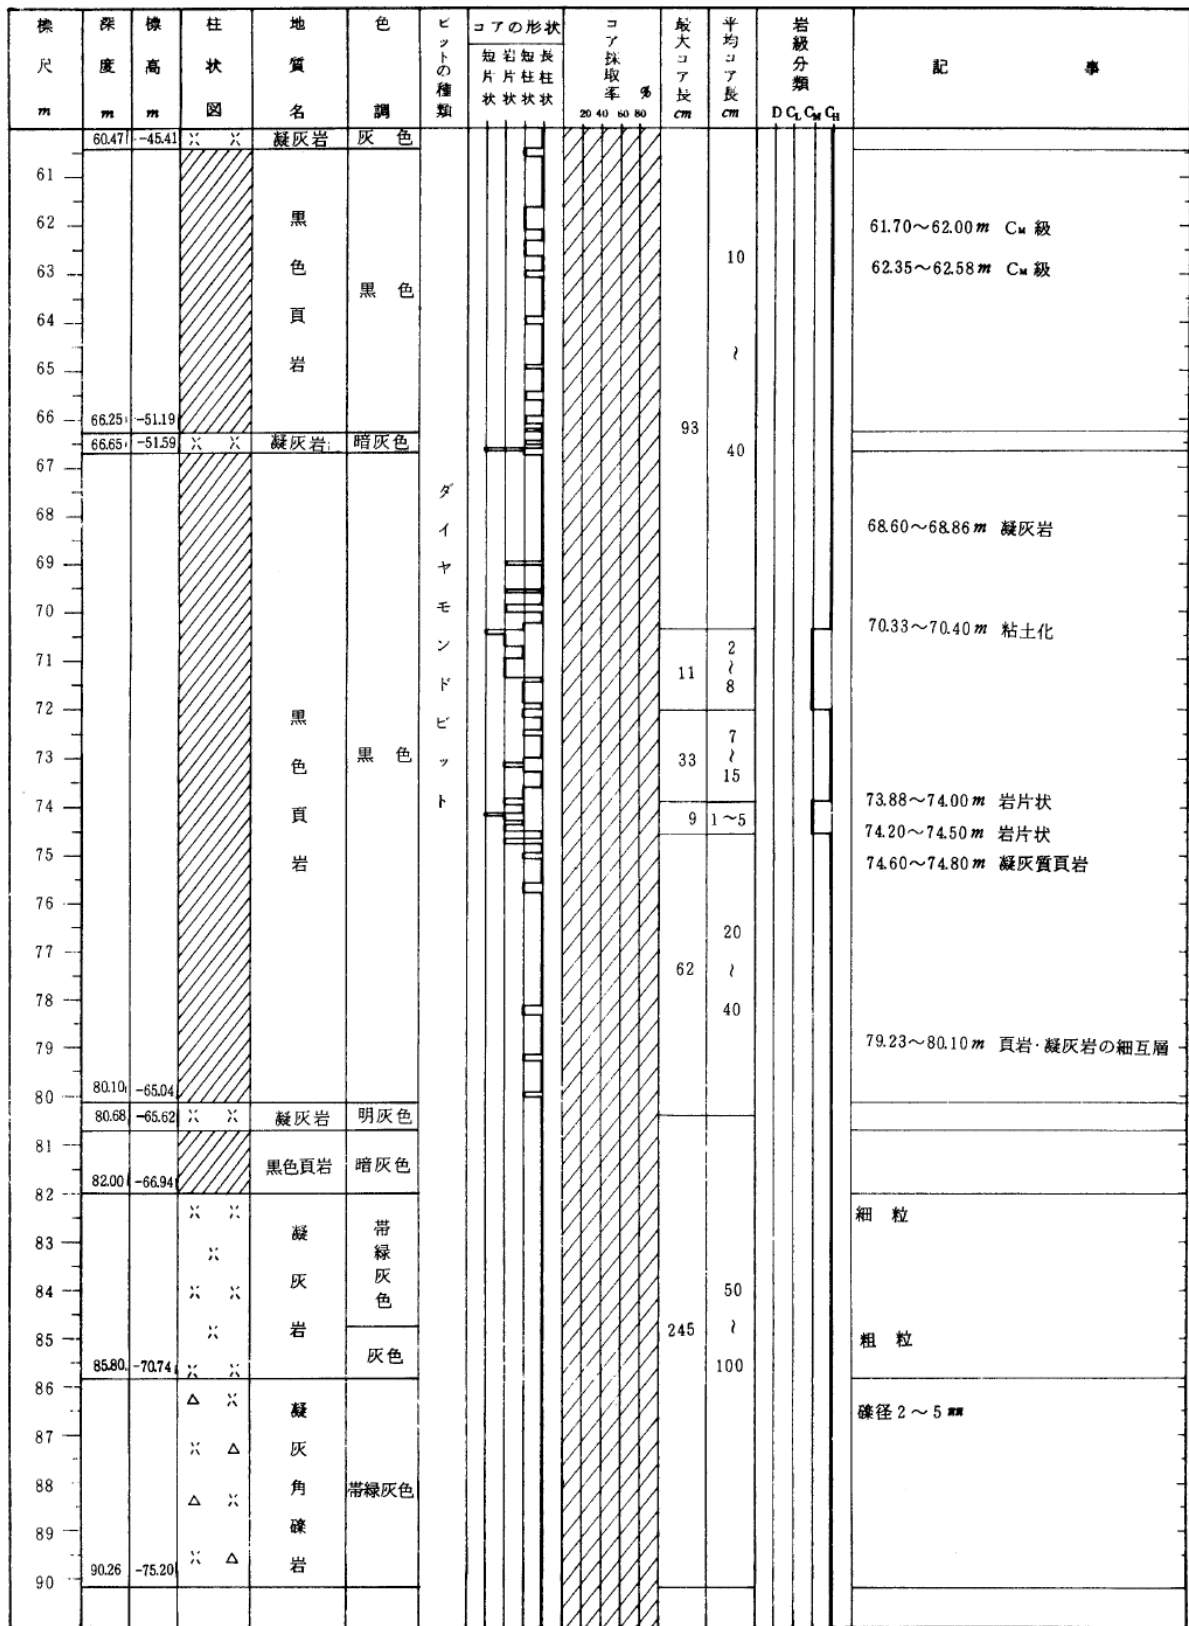 標尺 m
深度 m
標高 m
柱状図
地質名
色調
ビットの種類
コアの形状
短片状 岩片状 短柱状 長柱状
コア採取率 %
20 40 60 80
最大コア長 cm
平均コア長 cm
岩級分類
D CL CM CH
記事
60.47 -45.41 凝灰岩 灰色
61
62
63
64
65
66
67
68
69
70
71
72
73
74
75
76
77
78
79
80
81
82
83
84
85
86
87
88
89
90
黒色頁岩 黒色
66.25 -51.19
66.65 -51.59 凝灰岩 暗灰色
黒色頁岩 黒色
80.10 -65.04
80.68 -65.62 凝灰岩 明灰色
黒色頁岩 暗灰色
82.00 -66.94
凝灰岩 帯緑灰色
灰色
85.80 -70.74
凝灰角礫岩 帯緑灰色
90.26 -75.20
ダイヤモンドビット
93
11
33
9
62
245
10~40
2~8
7~15
1~5
20~40
50~100
61.70~62.00m CM級
62.35~62.58m CM級
68.60~68.86m 凝灰岩
70.33~70.40m 粘土化
73.88~74.00m 岩片状
74.20~74.50m 岩片状
74.60~74.80m 凝灰質頁岩
79.23~80.10m 頁岩·凝灰岩の細互層
細粒
粗粒
礫径2~5mm